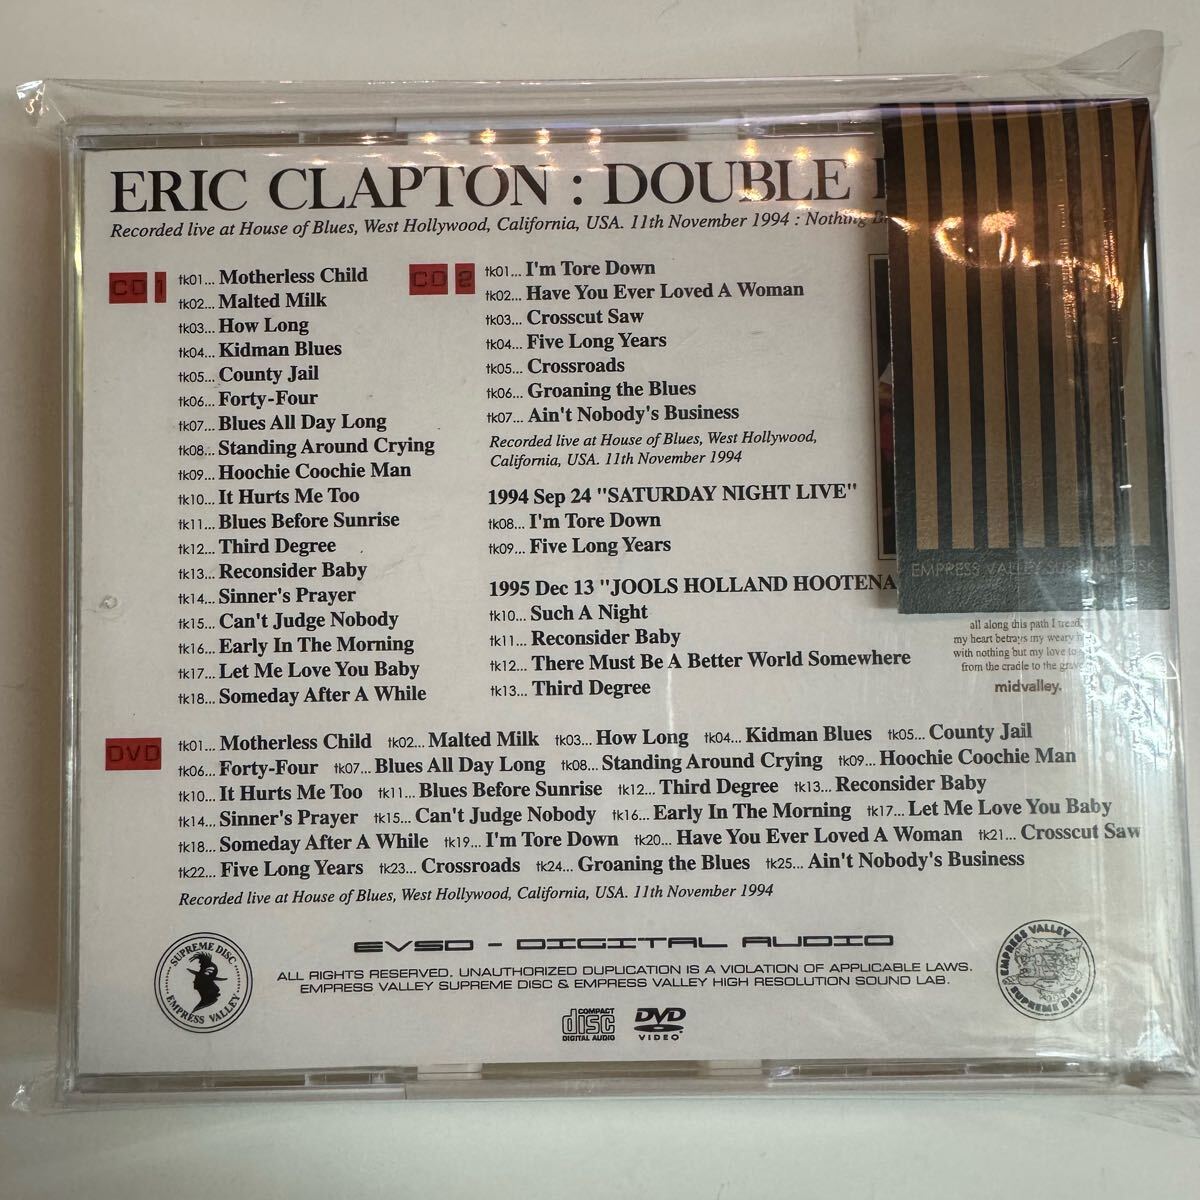 ERIC CLAPTON : DOUBLE
Recorded live at House of Blues, West Hollywood, California, USA. 11th November 1994 : Nothing
CD 1
tk01... Motherless Child
tk02... Malted Milk
tk03... How Long
tk04... Kidman Blues
tk05... County Jail
tk06... Forty-Four
tk07... Blues All Day Long
tk08... Standing Around Crying
tk09... Hoochie Coochie Man
tk10... It Hurts Me Too
tk11... Blues Before Sunrise
tk12... Third Degree
tk13... Reconsider Baby
tk14... Sinner's Prayer
tk15... Can't Judge Nobody
tk16... Early In The Morning
tk17... Let Me Love You Baby
tk18... Someday After A While
CD 2
tk01... I'm Tore Down
tk02... Have You Ever Loved A Woman
tk03... Crosscut Saw
tk04... Five Long Years
tk05... Crossroads
tk06... Groaning the Blues
tk07... Ain't Nobody's Business
Recorded live at House of Blues, West Hollywood,
California, USA. 11th November 1994
1994 Sep 24 "SATURDAY NIGHT LIVE"
tk08... I'm Tore Down
tk09... Five Long Years
1995 Dec 13 "JOOLS HOLLAND HOOTENA
tk10... Such A Night
tk11... Reconsider Baby
tk12... There Must Be A Better World Somewhere
tk13... Third Degree
EMPRESS VALLEY SUPREME DISK
all along this path I tread,
my heart betrays my weary
with nothing but my love to
from the cradle to the grave
midvalley.
DVD
tk01... Motherless Child tk02... Malted Milk tk03... How Long tk04... Kidman Blues tk05... County Jail
tk06... Forty-Four tk07... Blues All Day Long tk08... Standing Around Crying tk09... Hoochie Coochie Man
tk10... It Hurts Me Too tk11... Blues Before Sunrise tk12... Third Degree tk13... Reconsider Baby
tk14... Sinner's Prayer tk15... Can't Judge Nobody tk16... Early In The Morning tk17... Let Me Love You Baby
tk18... Someday After A While tk19... I'm Tore Down tk20... Have You Ever Loved A Woman tk21... Crosscut Saw
tk22... Five Long Years tk23... Crossroads tk24... Groaning the Blues tk25... Ain't Nobody's Business
Recorded live at House of Blues, West Hollywood, California, USA. 11th November 1994
SUPREME DISC
EMPRESS VALLEY
EVSD - DIGITAL AUDIO
ALL RIGHTS RESERVED. UNAUTHORIZED DUPLICATION IS A VIOLATION OF APPLICABLE LAWS.
EMPRESS VALLEY SUPREME DISC & EMPRESS VALLEY HIGH RESOLUTION SOUND LAB.
EMPRESS VALLEY
SUPREME DISC
COMPACT
disc
DIGITAL AUDIO
DVD
VIDEO